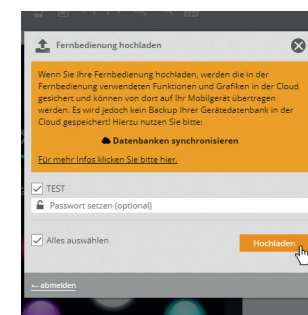 Fernbedienung hochladen
Wenn Sie Ihre Fernbedienung hochladen, werden die in der
Fernbedienung verwendeten Funktionen und Grafiken in der Cloud
gesichert und können von dort auf Ihr Mobilgerät übertragen
werden. Es wird jedoch kein Backup Ihrer Gerätedatenbank in der
Cloud gespeichert! Hierzu nutzen Sie bitte:
Datenbanken synchronisieren
Für mehr Infos klicken Sie bitte hier.
TEST
Passwort setzen (optional)
Alles auswählen
Hochladen
← abmelden